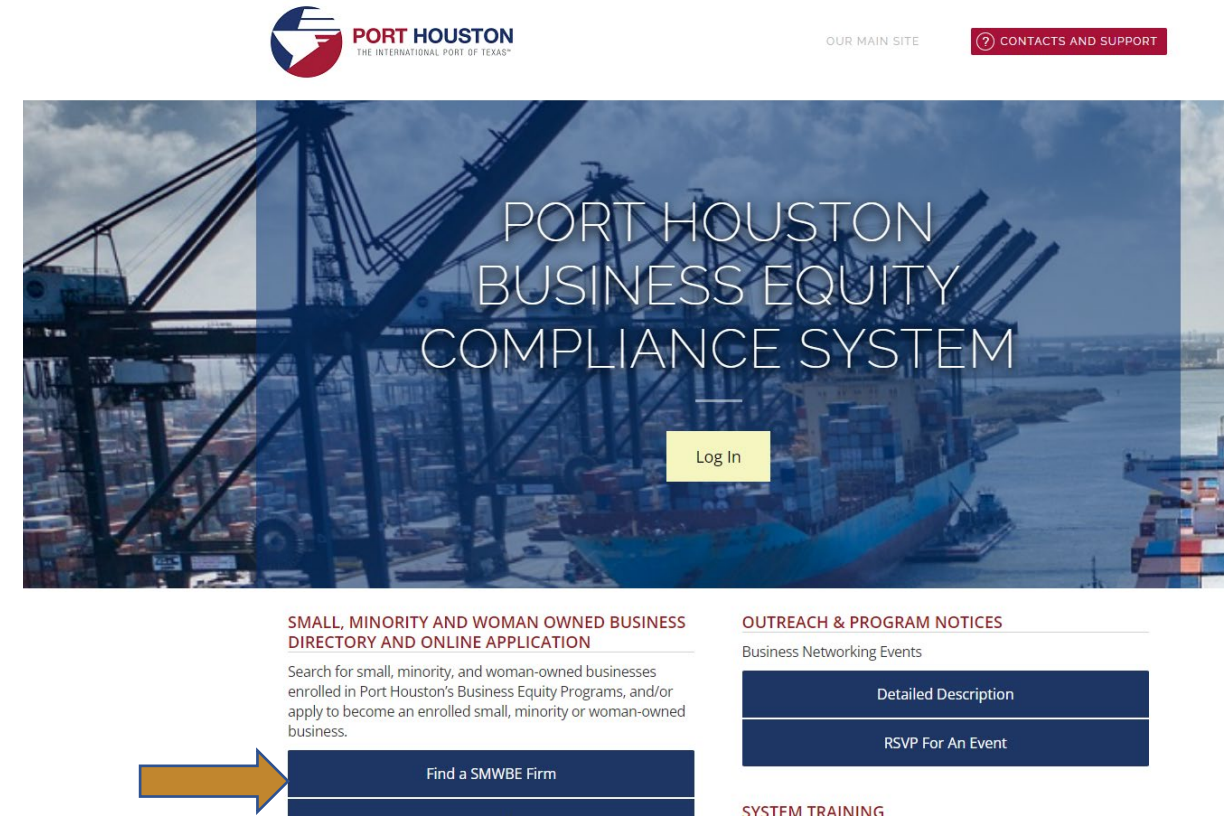 PORT HOUSTON
THE INTERNATIONAL PORT OF TEXAS™
OUR MAIN SITE
? CONTACTS AND SUPPORT
PORT HOUSTON
BUSINESS EQUITY
COMPLIANCE SYSTEM
Log In
SMALL, MINORITY AND WOMAN OWNED BUSINESS
DIRECTORY AND ONLINE APPLICATION
Search for small, minority, and woman-owned businesses
enrolled in Port Houston's Business Equity Programs, and/or
apply to become an enrolled small, minority or woman-owned
business.
Find a SMWBE Firm
OUTREACH & PROGRAM NOTICES
Business Networking Events
Detailed Description
RSVP For An Event
SYSTEM TRAINING